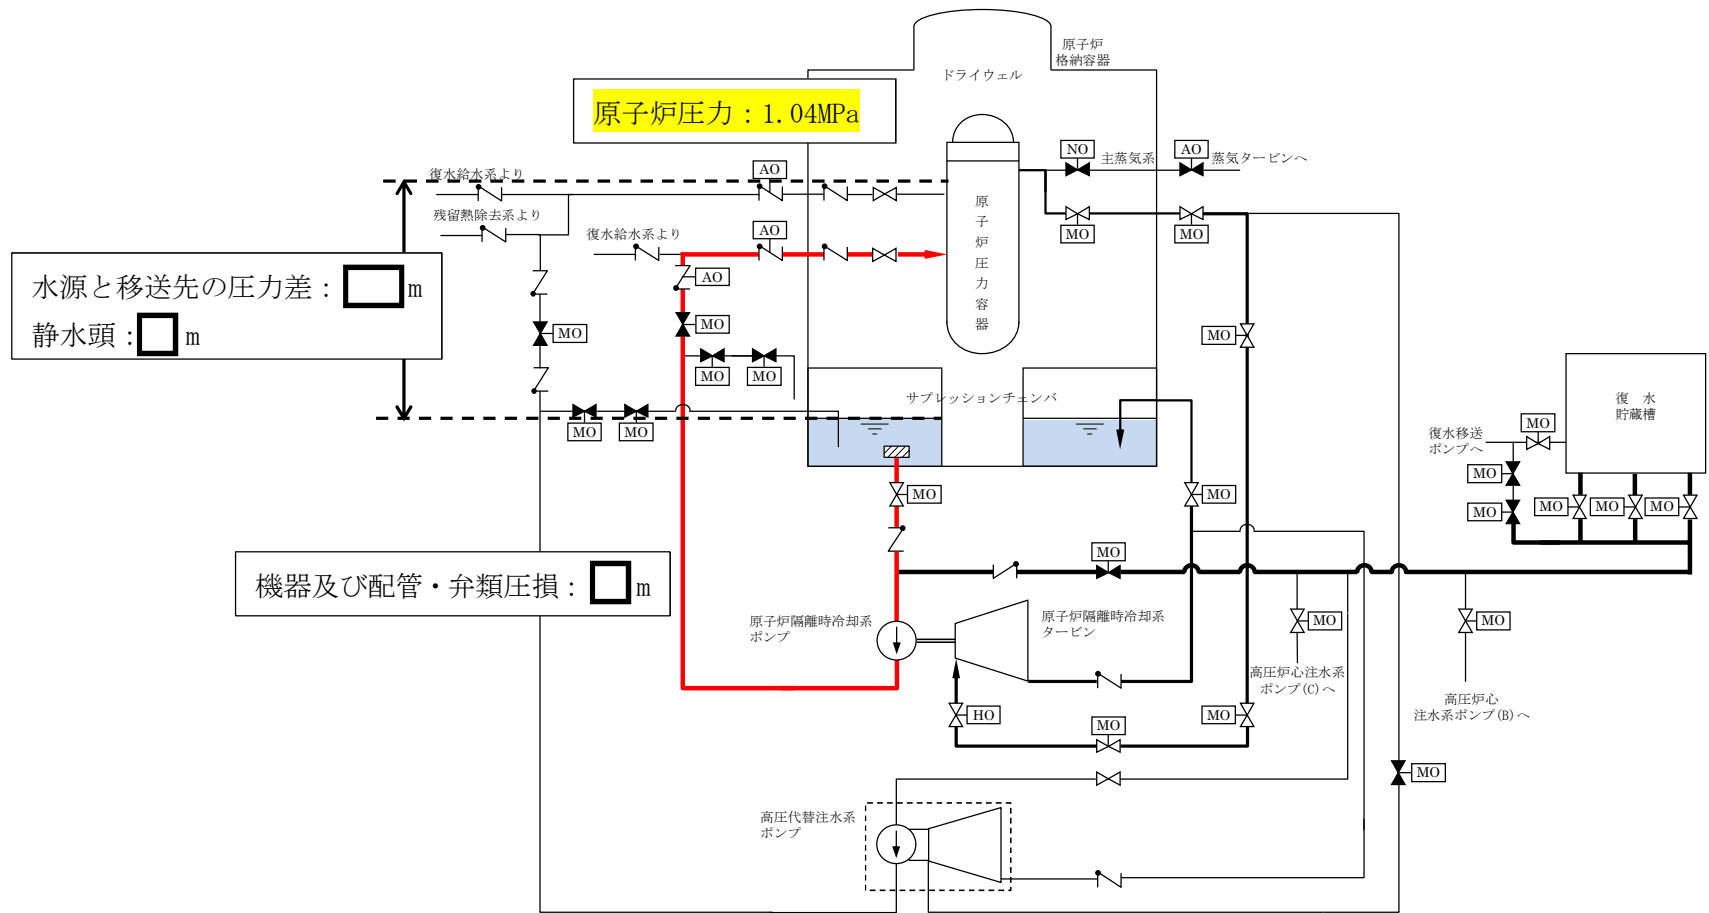 原子炉
格納容器
ドライウェル
原子炉圧力：1.04MPa
NO
主蒸気系
AO
蒸気タービンへ
復水給水系より
AO
残留熱除去系より
原子炉圧力容器
復水給水系より
AO
MO
MO
AO
水源と移送先の圧力差：　m
静水頭：　m
MO
MO
MO
MO
MO
サプレッションチェンバ
復　水
貯蔵槽
MO
MO
復水移送
ポンプへ
MO
MO
MO
MO
MO
MO
MO
MO
機器及び配管・弁類圧損：　m
MO
原子炉隔離時冷却系
ポンプ
原子炉隔離時冷却系
タービン
MO
MO
高圧炉心注水系
ポンプ(C)へ
高圧炉心
注水系ポンプ(B)へ
HO
MO
MO
MO
高圧代替注水系
ポンプ